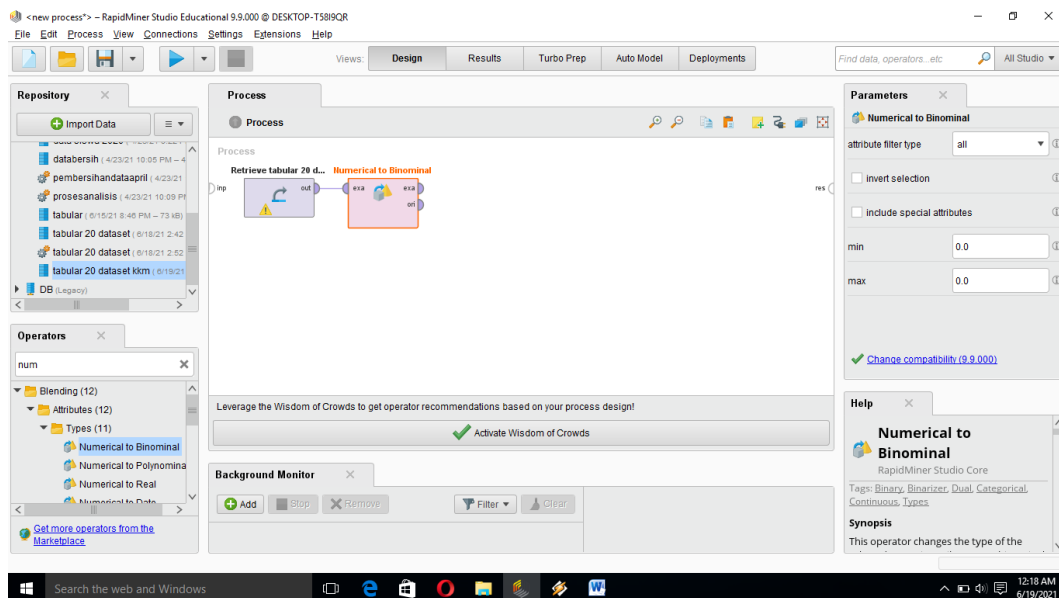 <new process*> – RapidMiner Studio Educational 9.9.000 @ DESKTOP-T58I9QR
File Edit Process View Connections Settings Extensions Help
Views: Design Results Turbo Prep Auto Model Deployments
Find data, operators...etc
All Studio
Repository
Import Data
databersih ( 4/23/21 10:05 PM – 4
pembersihandataapril ( 4/23/21
prosesanalisis ( 4/23/21 10:09 PM
tabular ( 6/15/21 8:46 PM – 73 kB)
tabular 20 dataset ( 6/18/21 2:42
tabular 20 dataset ( 6/18/21 2:52
tabular 20 dataset kkm ( 6/19/21
DB (Legacy)
Operators
num
Blending (12)
Attributes (12)
Types (11)
Numerical to Binominal
Numerical to Polynomina
Numerical to Real
Numerical to Date
Get more operators from the
Marketplace
Process
Process
Process
Retrieve tabular 20 d... Numerical to Binominal
inp out exa exa res
ori
Leverage the Wisdom of Crowds to get operator recommendations based on your process design!
Activate Wisdom of Crowds
Background Monitor
Add Stop Remove Filter Clear
Parameters
Numerical to Binominal
attribute filter type all
invert selection
include special attributes
min 0.0
max 0.0
Change compatibility (9.9.000)
Help
Numerical to
Binominal
RapidMiner Studio Core
Tags: Binary, Binarizer, Dual, Categorical,
Continuous, Types
Synopsis
This operator changes the type of the
Search the web and Windows
W
12:18 AM
6/19/2021